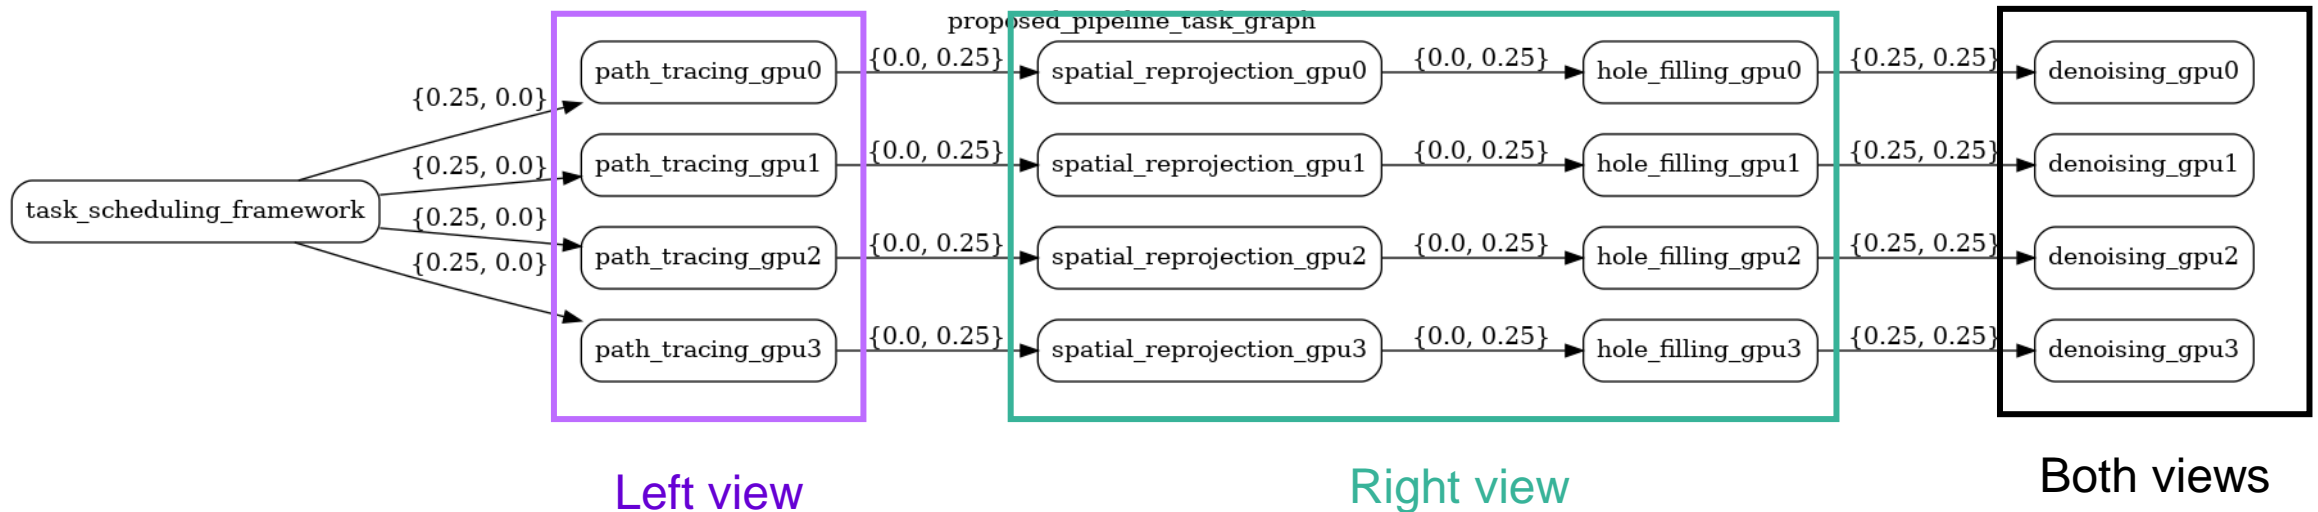 proposed_pipeline_task_graph
path_tracing_gpu0 {0.0, 0.25} spatial_reprojection_gpu0 {0.0, 0.25} hole_filling_gpu0 {0.25, 0.25} denoising_gpu0
{0.25, 0.0}
path_tracing_gpu1 {0.0, 0.25} spatial_reprojection_gpu1 {0.0, 0.25} hole_filling_gpu1 {0.25, 0.25} denoising_gpu1
{0.25, 0.0}
task_scheduling_framework
{0.25, 0.0}
path_tracing_gpu2 {0.0, 0.25} spatial_reprojection_gpu2 {0.0, 0.25} hole_filling_gpu2 {0.25, 0.25} denoising_gpu2
{0.25, 0.0}
path_tracing_gpu3 {0.0, 0.25} spatial_reprojection_gpu3 {0.0, 0.25} hole_filling_gpu3 {0.25, 0.25} denoising_gpu3
Left view
Right view
Both views